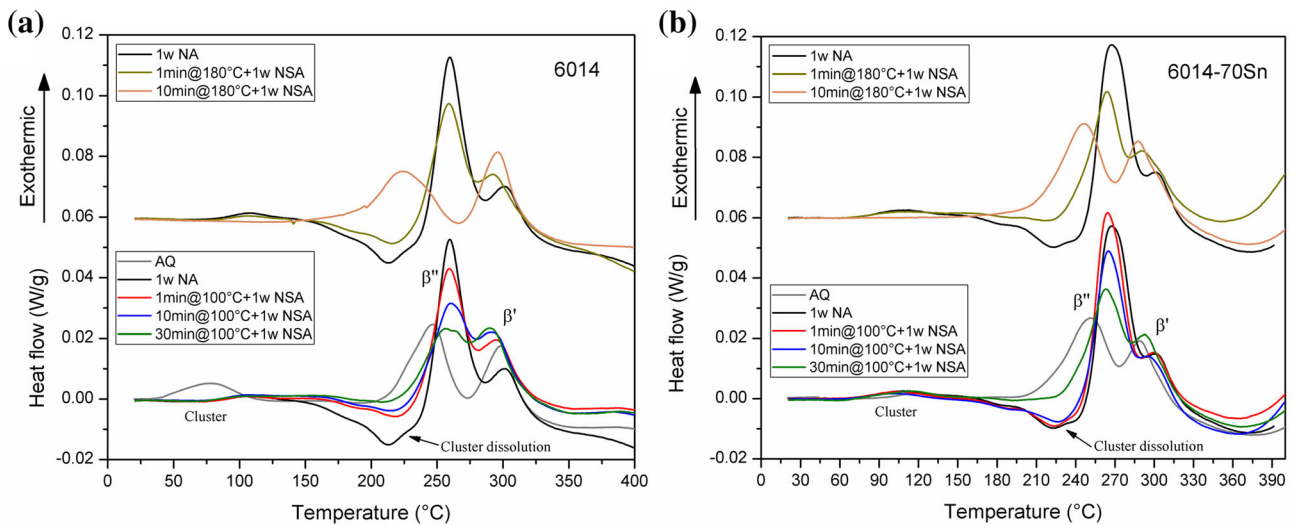 (a)
6014
1w NA
1min@180°C+1w NSA
10min@180°C+1w NSA
AQ
1w NA
1min@100°C+1w NSA
10min@100°C+1w NSA
30min@100°C+1w NSA
β''
β'
Cluster
Cluster dissolution
Exothermic
Heat flow (W/g)
0.12
0.10
0.08
0.06
0.04
0.02
0.00
-0.02
0 50 100 150 200 250 300 350 400
Temperature (°C)
(b)
6014-70Sn
1w NA
1min@180°C+1w NSA
10min@180°C+1w NSA
AQ
1w NA
1min@100°C+1w NSA
10min@100°C+1w NSA
30min@100°C+1w NSA
β''
β'
Cluster
Cluster dissolution
Exothermic
Heat flow (W/g)
0.12
0.10
0.08
0.06
0.04
0.02
0.00
-0.02
0 30 60 90 120 150 180 210 240 270 300 330 360 390
Temperature (°C)